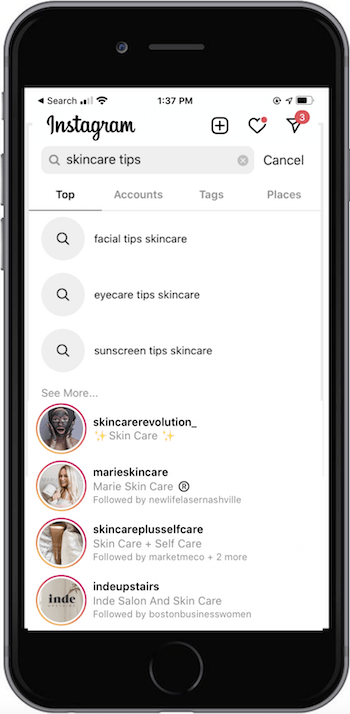 Search
1:37 PM
Instagram
3
skincare tips
Cancel
Top
Accounts
Tags
Places
facial tips skincare
eyecare tips skincare
sunscreen tips skincare
See More...
skincarerevolution_
✨Skin Care ✨
marieskincare
Marie Skin Care ®
Followed by newlifelasernashville
skincareplusselfcare
Skin Care + Self Care
Followed by marketmeco + 2 more
inde
indeupstairs
Inde Salon And Skin Care
Followed by bostonbusinesswomen